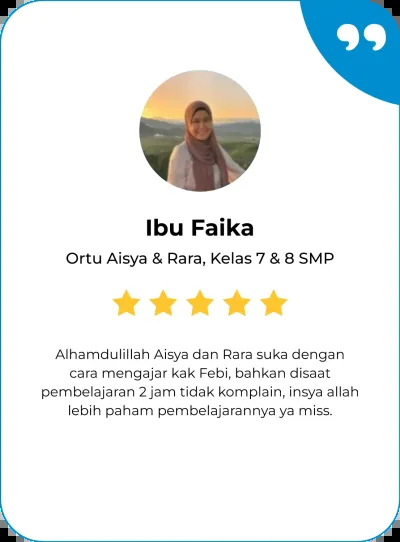 Ibu Faika
Ortu Aisya & Rara, Kelas 7 & 8 SMP
Alhamdulillah Aisya dan Rara suka dengan
cara mengajar kak Febi, bahkan disaat
pembelajaran 2 jam tidak komplain, insya allah
lebih paham pembelajarannya ya miss.